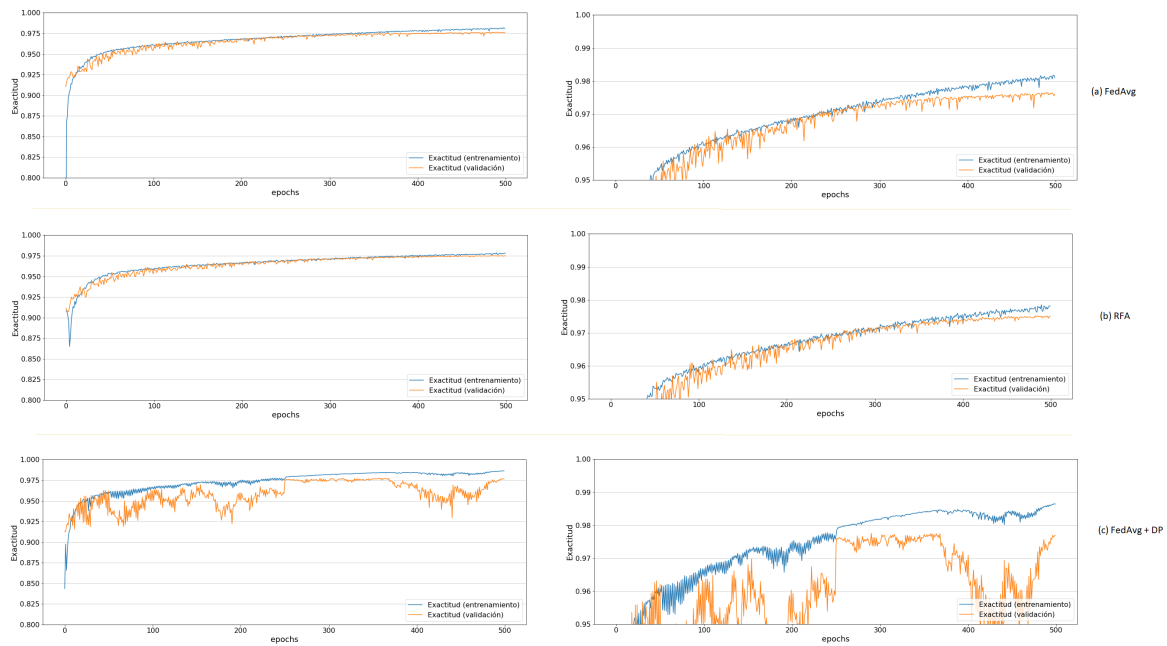 1.000
0.975
0.950
0.925
0.900
0.875
0.850
0.825
0.800
Exactitud
0 100 200 300 400 500
epochs
Exactitud (entrenamiento)
Exactitud (validación)
1.00
0.99
0.98
0.97
0.96
0.95
Exactitud
0 100 200 300 400 500
epochs
Exactitud (entrenamiento)
Exactitud (validación)
(a) FedAvg
1.000
0.975
0.950
0.925
0.900
0.875
0.850
0.825
0.800
Exactitud
0 100 200 300 400 500
epochs
Exactitud (entrenamiento)
Exactitud (validación)
1.00
0.99
0.98
0.97
0.96
0.95
Exactitud
0 100 200 300 400 500
epochs
Exactitud (entrenamiento)
Exactitud (validación)
(b) RFA
1.000
0.975
0.950
0.925
0.900
0.875
0.850
0.825
0.800
Exactitud
0 100 200 300 400 500
epochs
Exactitud (entrenamiento)
Exactitud (validación)
1.00
0.99
0.98
0.97
0.96
0.95
Exactitud
0 100 200 300 400 500
epochs
Exactitud (entrenamiento)
Exactitud (validación)
(c) FedAvg + DP